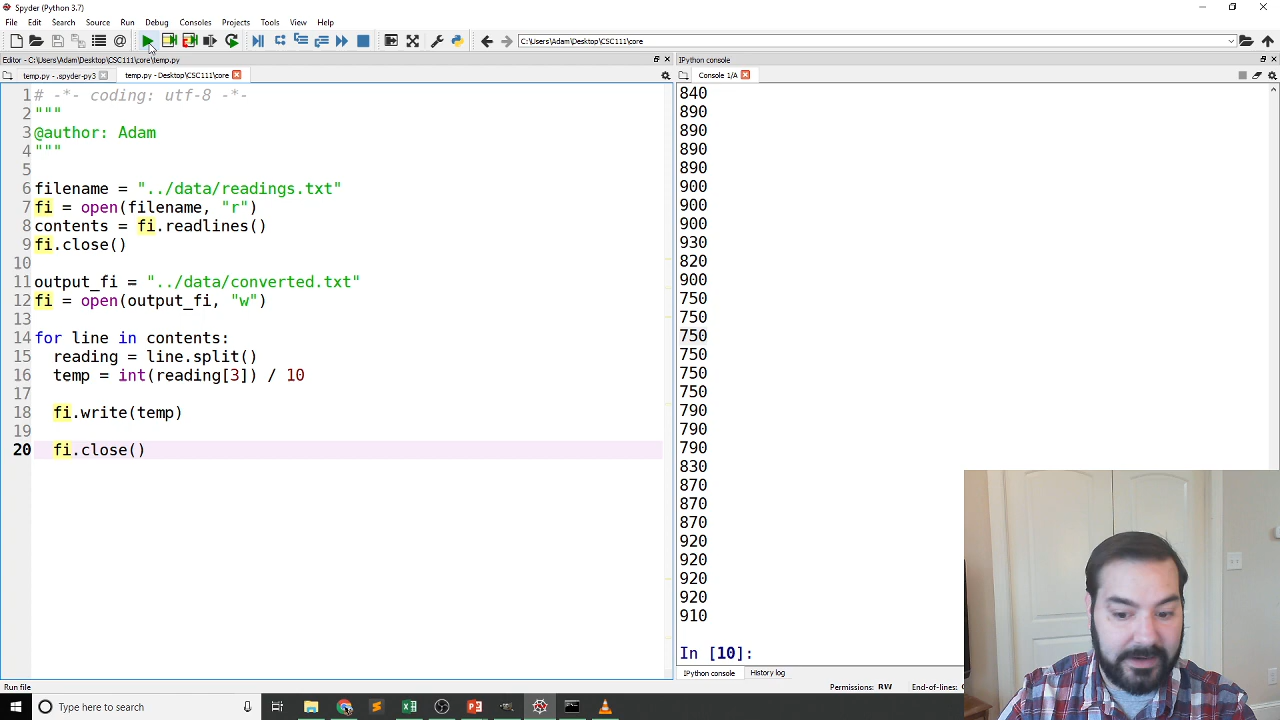 Spyder (Python 3.7)
File Edit Search Source Run Debug Consoles Projects Tools View Help
C:\Users\Adam\Desktop\CSC111\core
Editor - C:\Users\Adam\Desktop\CSC111\core\temp.py
IPython console
temp.py - .spyder-py3
temp.py - Desktop\CSC111\core
Console 1/A
1 # -*- coding: utf-8 -*-
2 """
3 @author: Adam
4 """
5
6 filename = "../data/readings.txt"
7 fi = open(filename, "r")
8 contents = fi.readlines()
9 fi.close()
10
11 output_fi = "../data/converted.txt"
12 fi = open(output_fi, "w")
13
14 for line in contents:
15   reading = line.split()
16   temp = int(reading[3]) / 10
17
18   fi.write(temp)
19
20   fi.close()
840
890
890
890
890
900
900
900
930
820
900
750
750
750
750
750
750
790
790
790
830
870
870
870
920
920
920
920
910
In [10]:
IPython console History log
Run file
Permissions: RW End-of-lines:
Type here to search